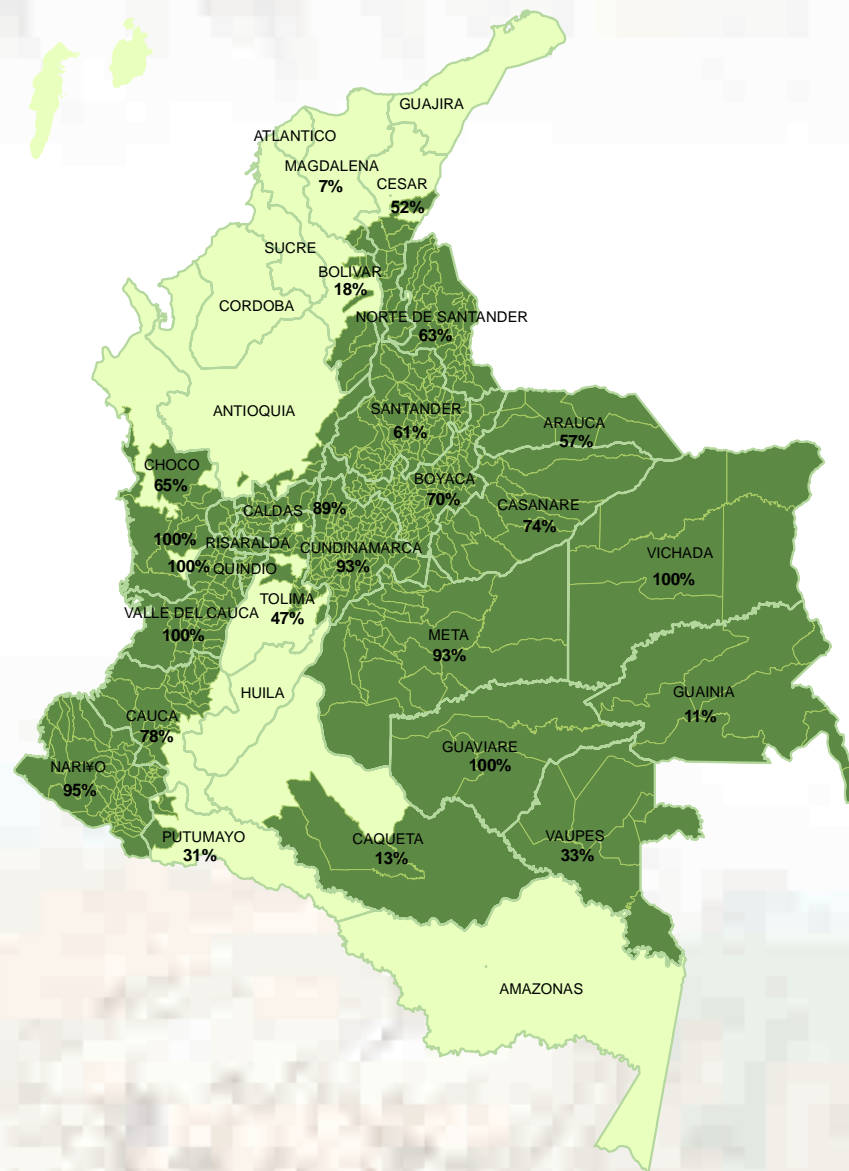 GUAJIRA
ATLANTICO
MAGDALENA
7%
CESAR
52%
SUCRE
BOLIVAR
18%
CORDOBA
NORTE DE SANTANDER
63%
ANTIOQUIA
SANTANDER
61%
ARAUCA
57%
CHOCO
65%
BOYACA
70%
CASANARE
74%
CALDAS
89%
100%
RISARALDA
CUNDINAMARCA
93%
100%
QUINDIO
VICHADA
100%
TOLIMA
47%
VALLE DEL CAUCA
100%
META
93%
HUILA
GUAINIA
11%
CAUCA
78%
GUAVIARE
100%
NARI¥O
95%
PUTUMAYO
31%
CAQUETA
13%
VAUPES
33%
AMAZONAS